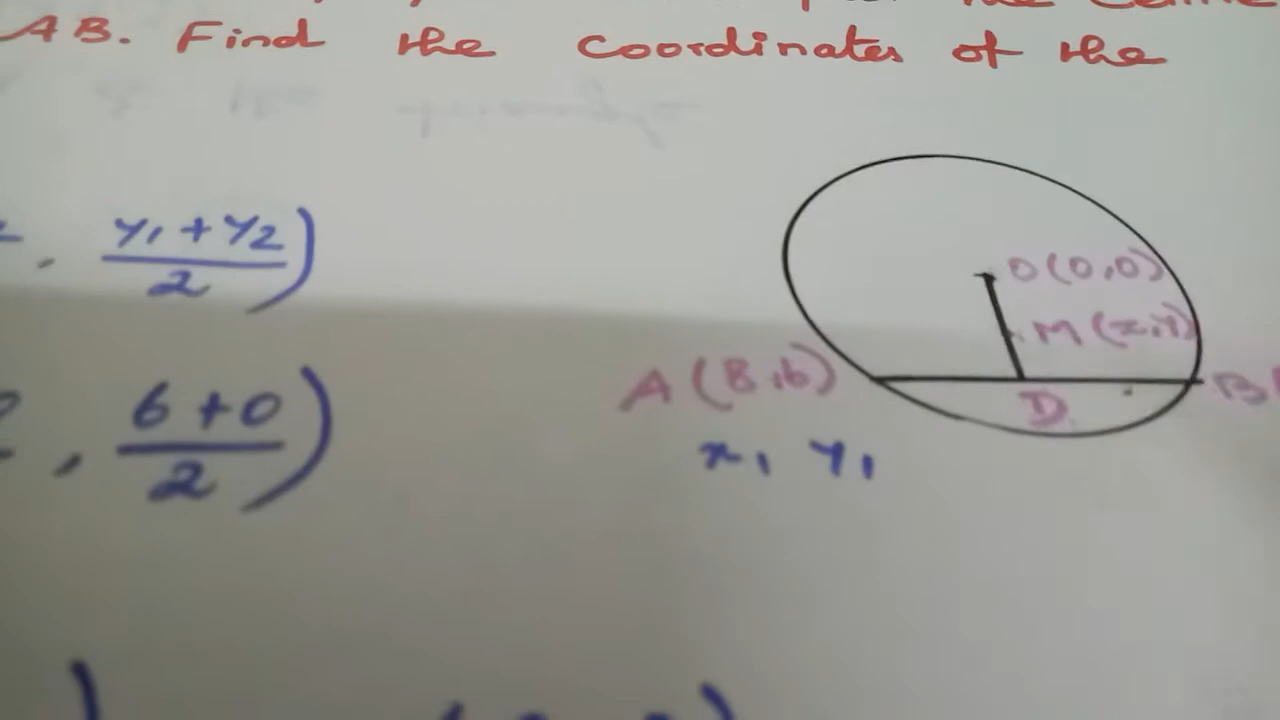 AB. Find the coordinates of the
, y₁ + y₂ / 2 )
O(0,0)
M(x,y)
A(8,6)
B(
D
, 6 + 0 / 2 )
x₁ y₁